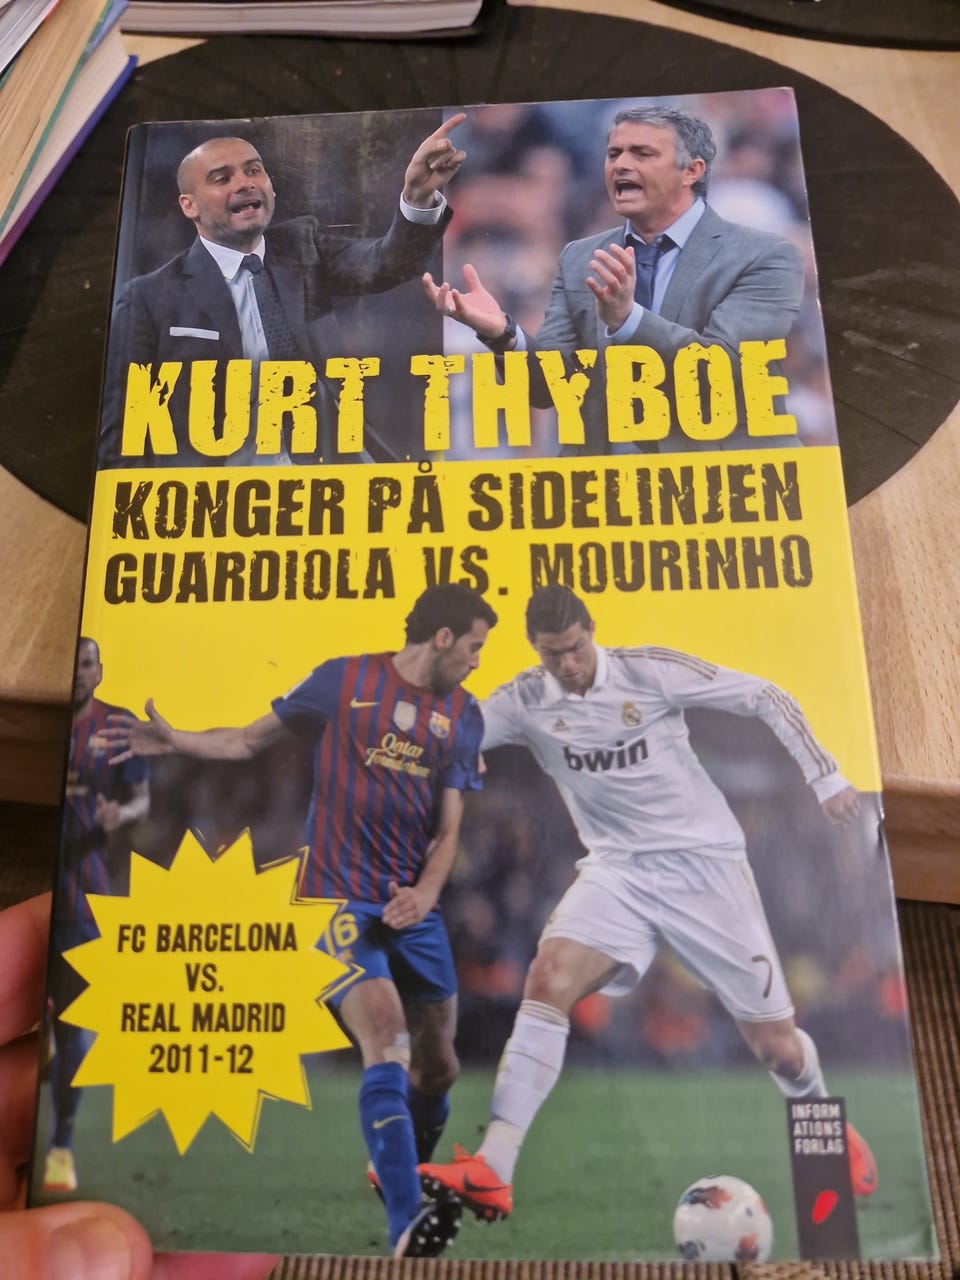 KURT THYBOE
KONGER PÅ SIDELINJEN
GUARDIOLA VS. MOURINHO
Qatar
Foundation
bwin
6
7
FC BARCELONA
VS.
REAL MADRID
2011-12
INFORM
ATIONS
FORLAG